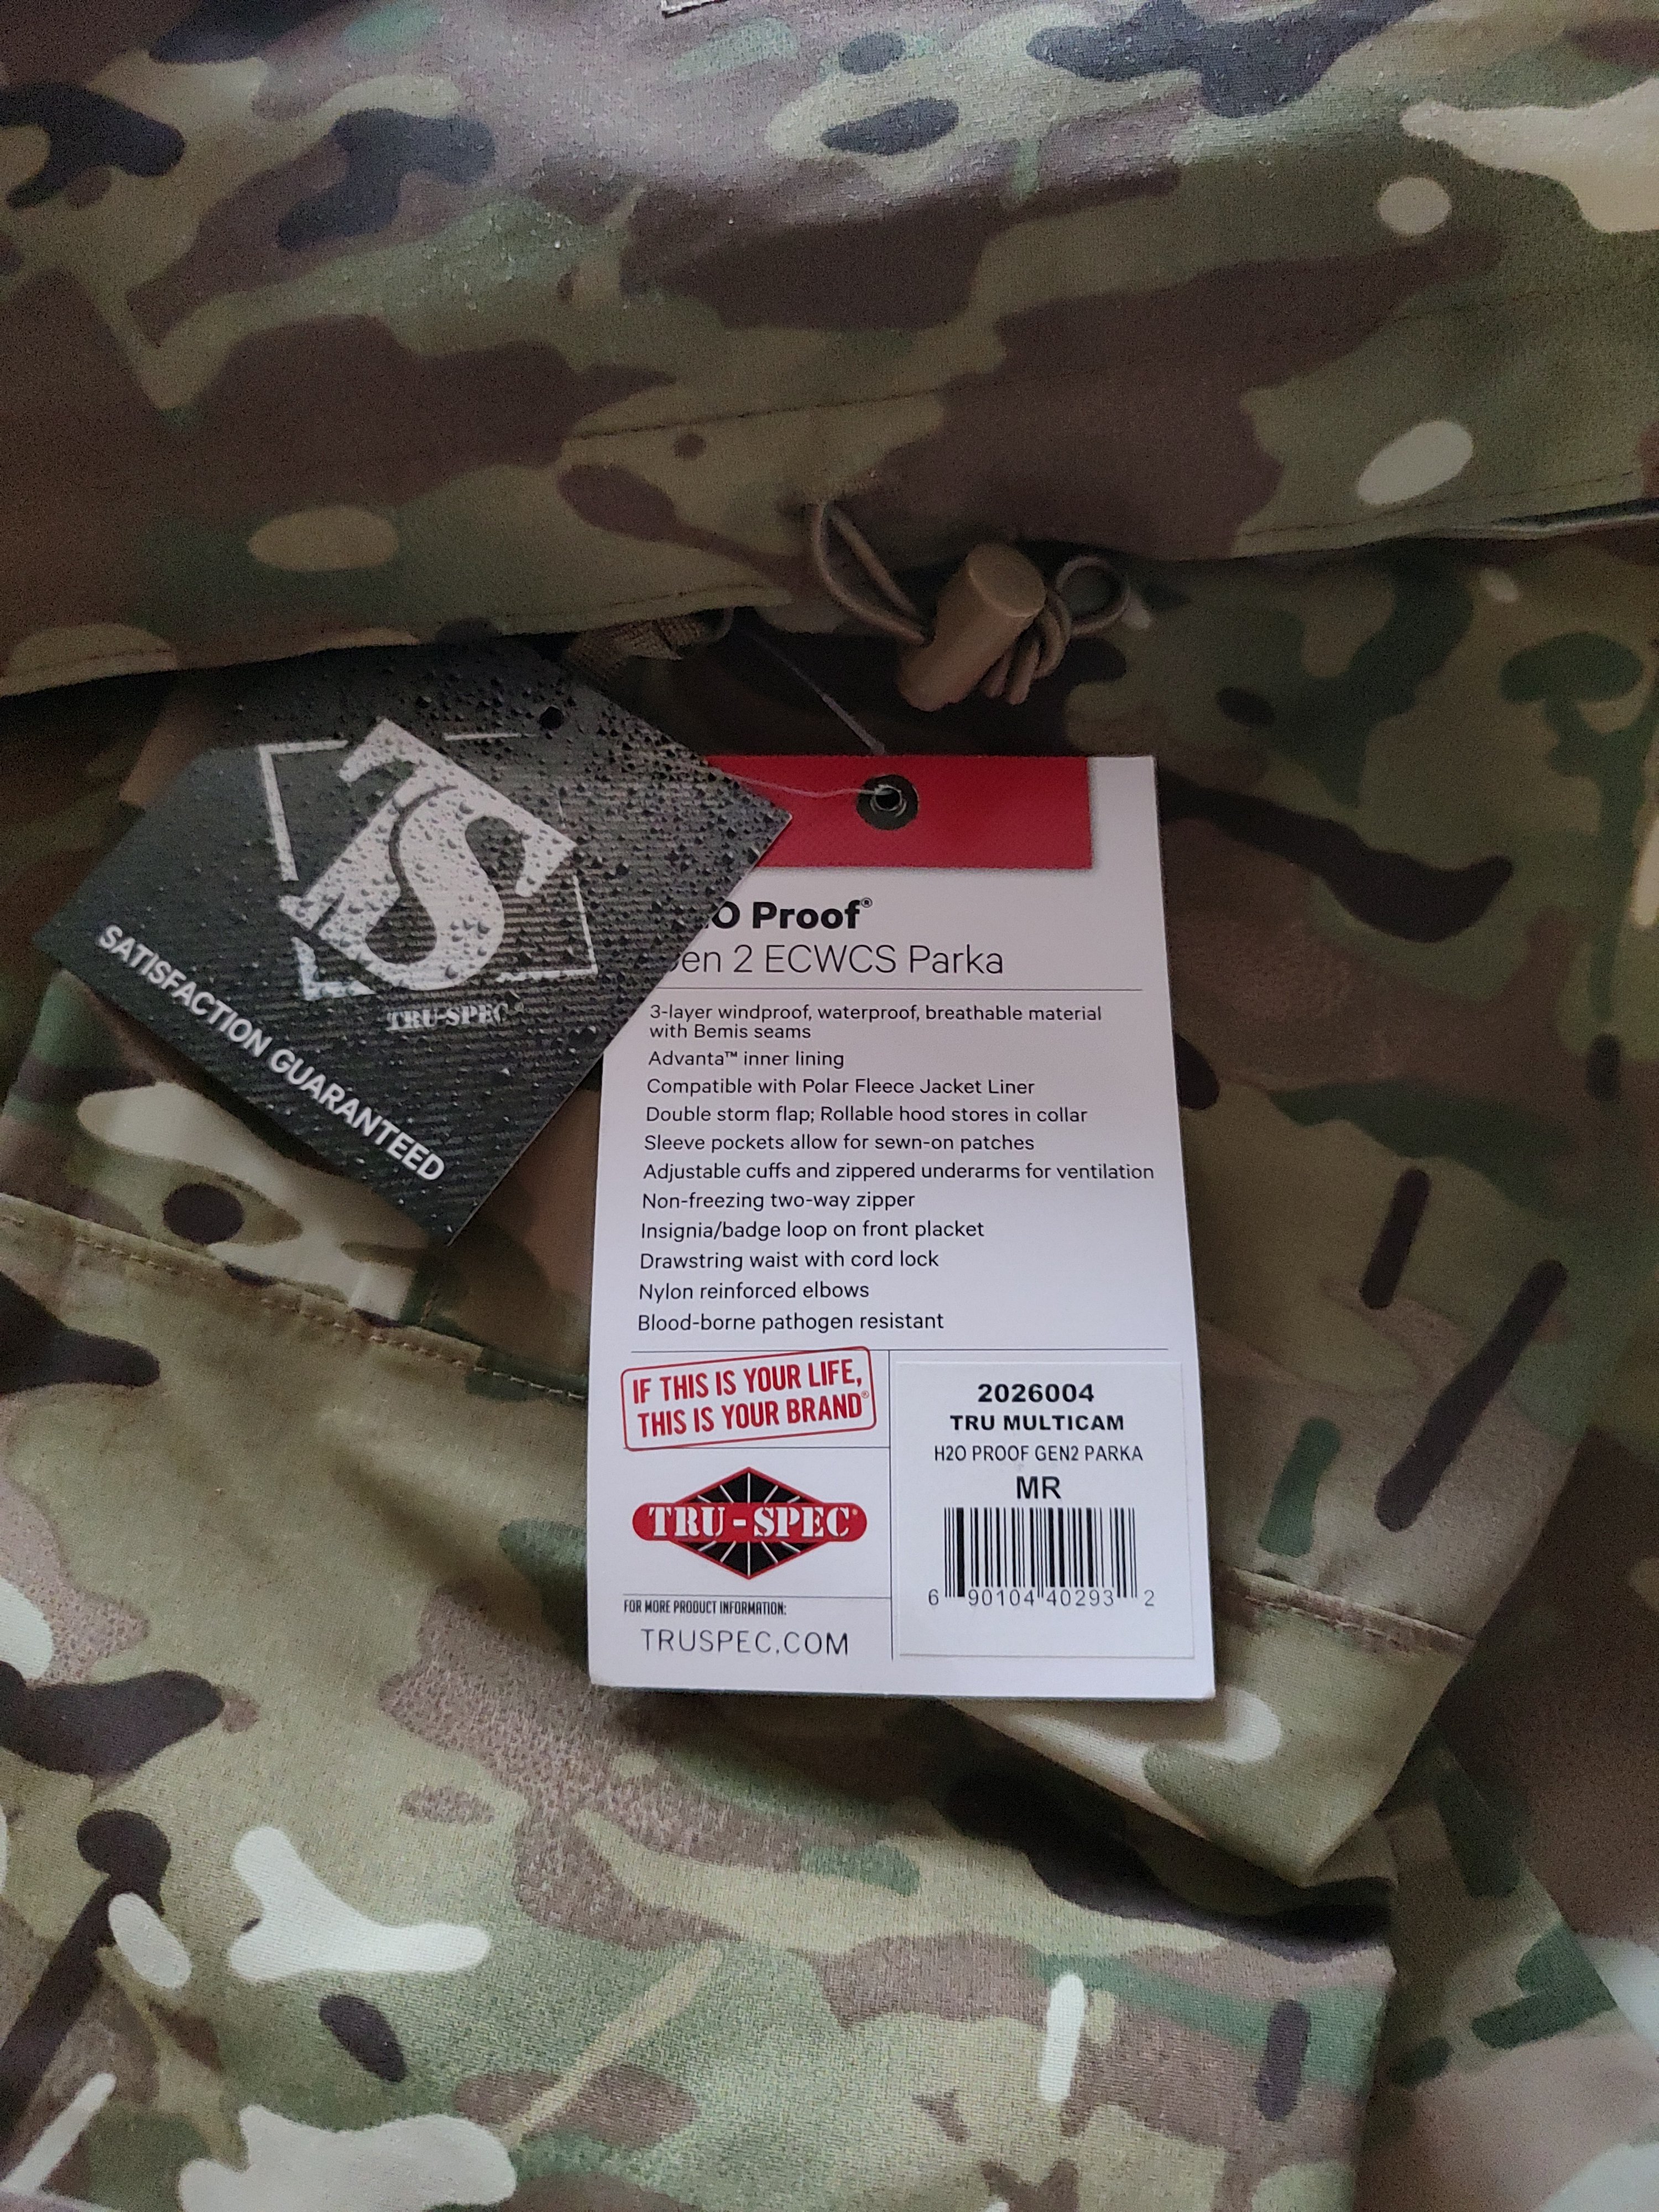 TS
TRU-SPEC®
SATISFACTION GUARANTEED
O Proof®
en 2 ECWCS Parka
3-layer windproof, waterproof, breathable material
with Bemis seams
Advanta™ inner lining
Compatible with Polar Fleece Jacket Liner
Double storm flap; Rollable hood stores in collar
Sleeve pockets allow for sewn-on patches
Adjustable cuffs and zippered underarms for ventilation
Non-freezing two-way zipper
Insignia/badge loop on front placket
Drawstring waist with cord lock
Nylon reinforced elbows
Blood-borne pathogen resistant
IF THIS IS YOUR LIFE,
THIS IS YOUR BRAND®
TRU-SPEC®
FOR MORE PRODUCT INFORMATION:
TRUSPEC.COM
2026004
TRU MULTICAM
H2O PROOF GEN2 PARKA
MR
6 90104 40293 2